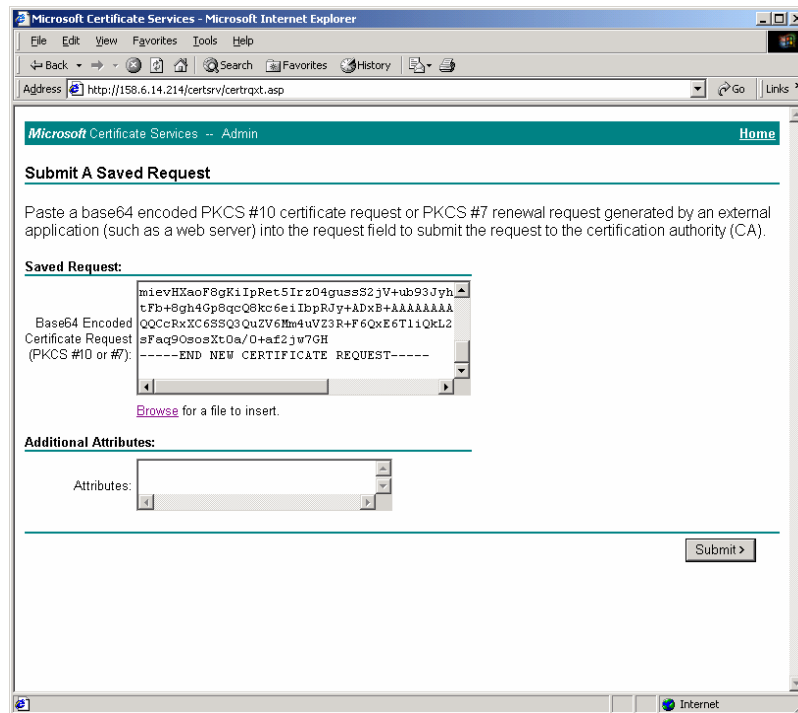 Microsoft Certificate Services - Microsoft Internet Explorer
File Edit View Favorites Tools Help
Back Search Favorites History
Address http://158.6.14.214/certsrv/certrqxt.asp Go Links
Microsoft Certificate Services -- Admin Home
Submit A Saved Request
Paste a base64 encoded PKCS #10 certificate request or PKCS #7 renewal request generated by an external
application (such as a web server) into the request field to submit the request to the certification authority (CA).
Saved Request:
Base64 Encoded
Certificate Request
(PKCS #10 or #7):
mievHXaoF8gKiIpRet5IrzO4gussS2jV+ub93Jyh
tFb+8gh4Gp8qcQ8kc6eiIbpRJy+ADxB+AAAAAAAA
QQCcRxXC6SSQ3QuZV6Mm4uVZ3R+F6QxE6TliQkL2
sFaq9OsosXtOa/O+af2jw7GH
-----END NEW CERTIFICATE REQUEST-----
Browse for a file to insert.
Additional Attributes:
Attributes:
Submit >
Internet